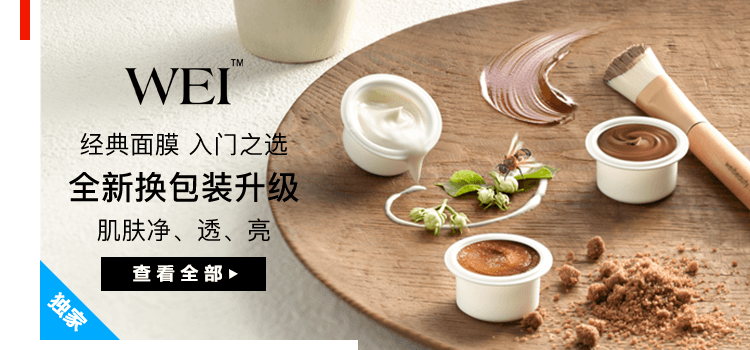 WEI™
经典面膜 入门之选
全新换包装升级
肌肤净、透、亮
查看全部▶
独家